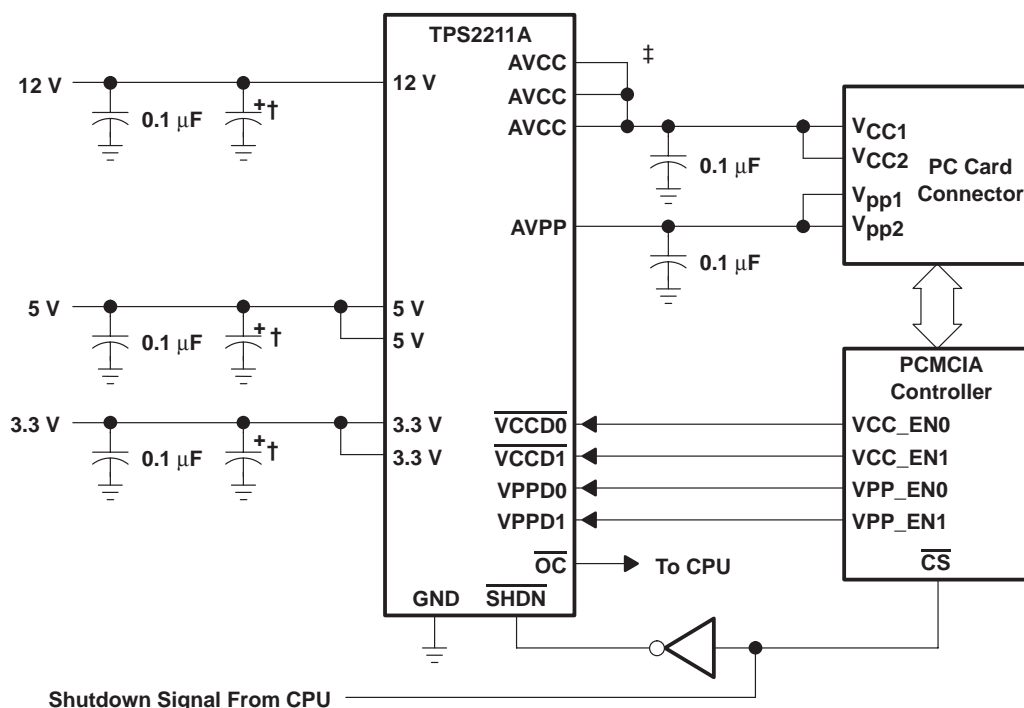 TPS2211A
AVCC
‡
12 V
12 V
AVCC
+†
0.1 μF
AVCC
VCC1
0.1 μF
VCC2
PC Card
Connector
Vpp1
AVPP
Vpp2
0.1 μF
5 V
5 V
+†
0.1 μF
5 V
PCMCIA
Controller
3.3 V
3.3 V
VCCD0
VCC_EN0
+†
0.1 μF
3.3 V
VCCD1
VCC_EN1
VPPD0
VPP_EN0
VPPD1
VPP_EN1
OC
To CPU
CS
GND
SHDN
Shutdown Signal From CPU